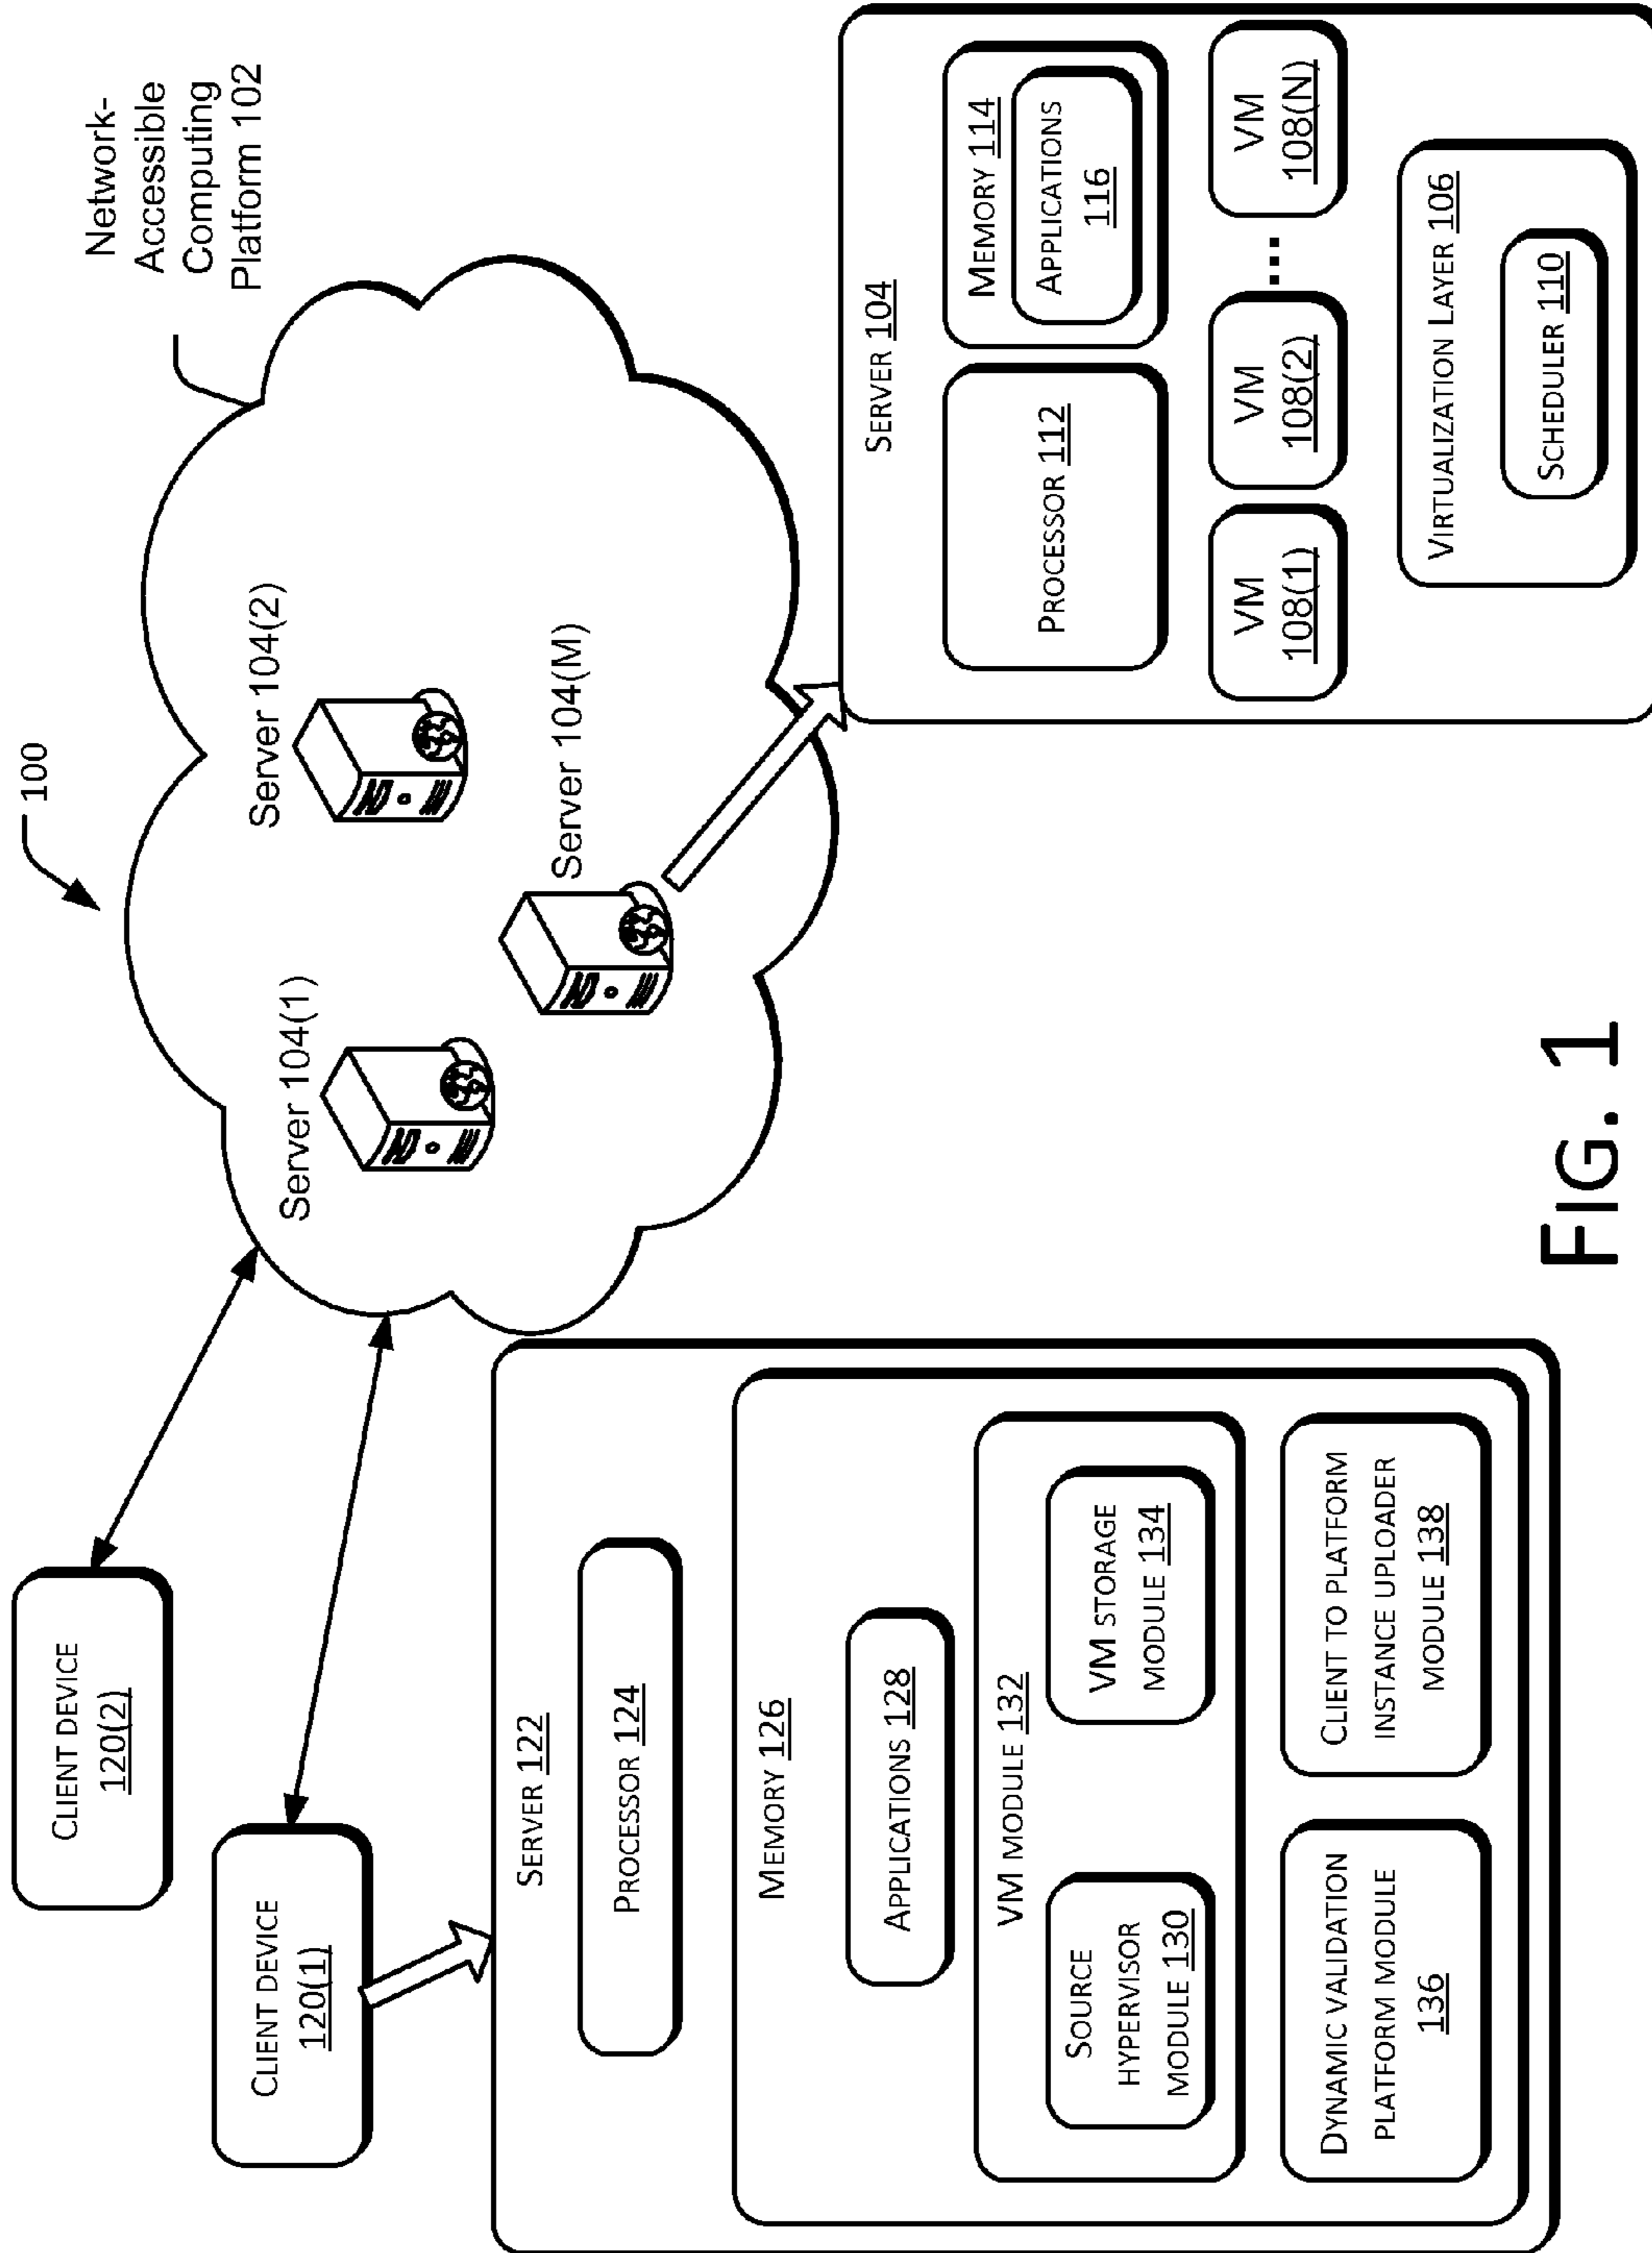 100
Network-
Accessible
Computing
Platform 102
CLIENT DEVICE
120(2)
CLIENT DEVICE
120(1)
Server 104(1)
Server 104(2)
Server 104(M)
SERVER 122
PROCESSOR 124
MEMORY 126
APPLICATIONS 128
VM MODULE 132
SOURCE
HYPERVISOR
MODULE 130
VM STORAGE
MODULE 134
DYNAMIC VALIDATION
PLATFORM MODULE
136
CLIENT TO PLATFORM
INSTANCE UPLOADER
MODULE 138
SERVER 104
PROCESSOR 112
MEMORY 114
APPLICATIONS
116
VM
108(1)
VM
108(2)
...
VM
108(N)
VIRTUALIZATION LAYER 106
SCHEDULER 110
FIG. 1